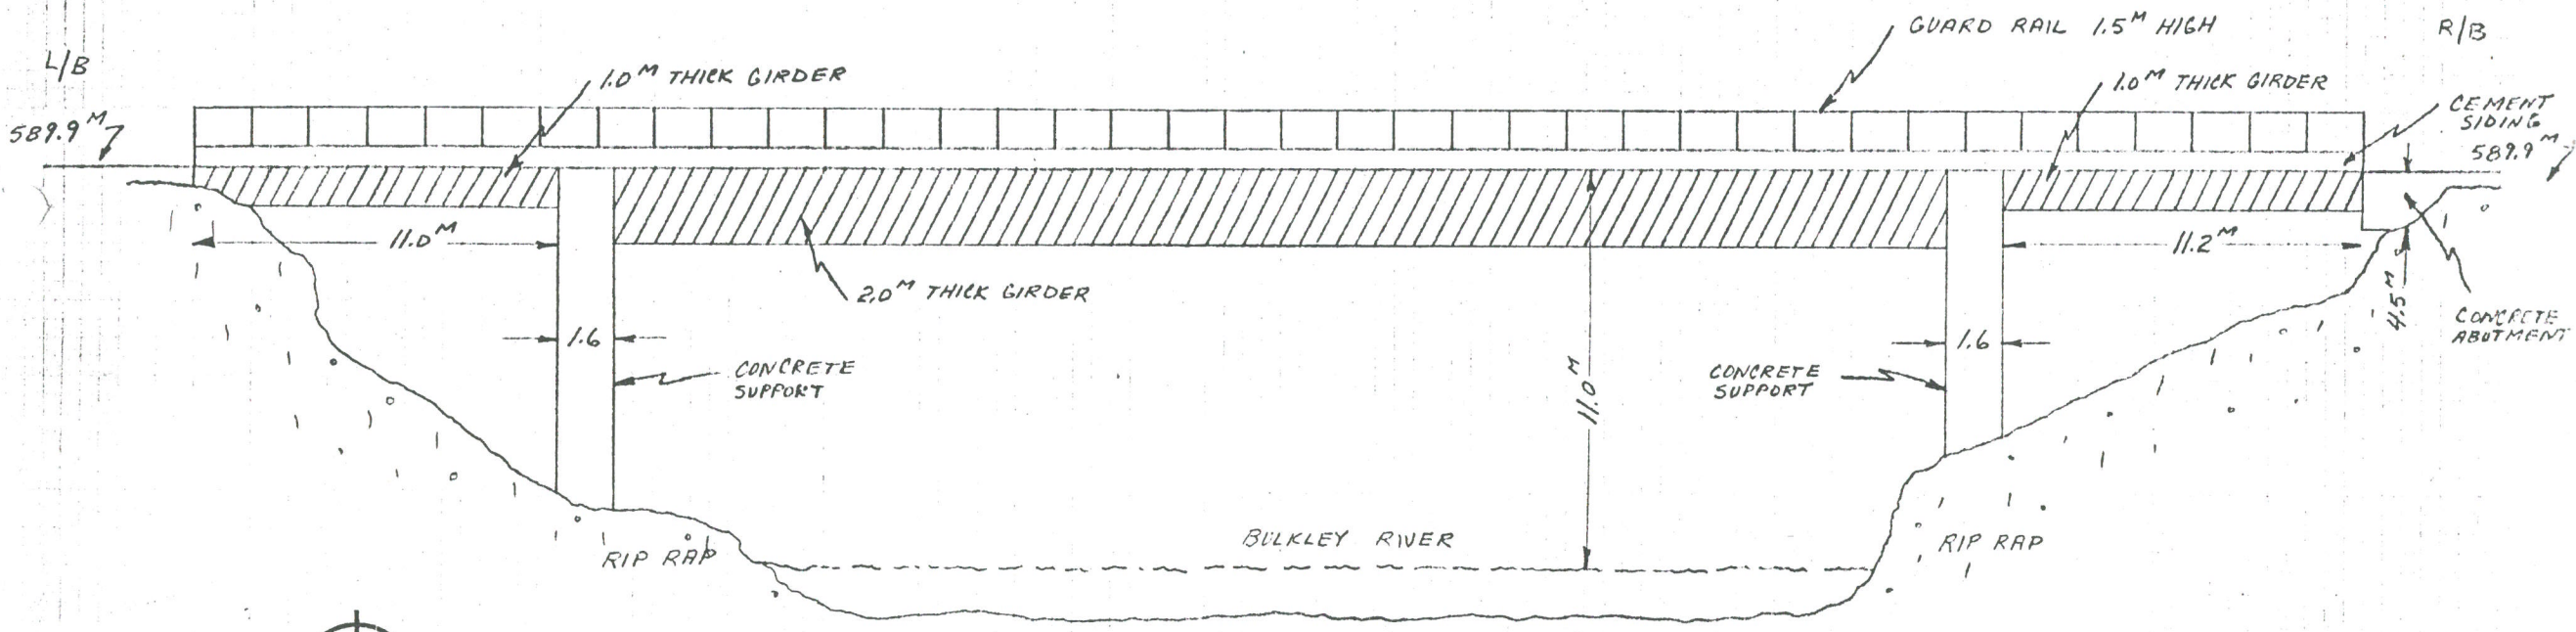 GUARD RAIL 1.5M HIGH
R/B
L/B
1.0M THICK GIRDER
1.0M THICK GIRDER
CEMENT
SIDING
589.9M
589.9M
11.0M
11.2M
2.0M THICK GIRDER
4.5M
CONCRETE
ABUTMENT
1.6
1.6
CONCRETE
SUPPORT
11.0M
CONCRETE
SUPPORT
BULKLEY RIVER
RIP RAP
RIP RAP